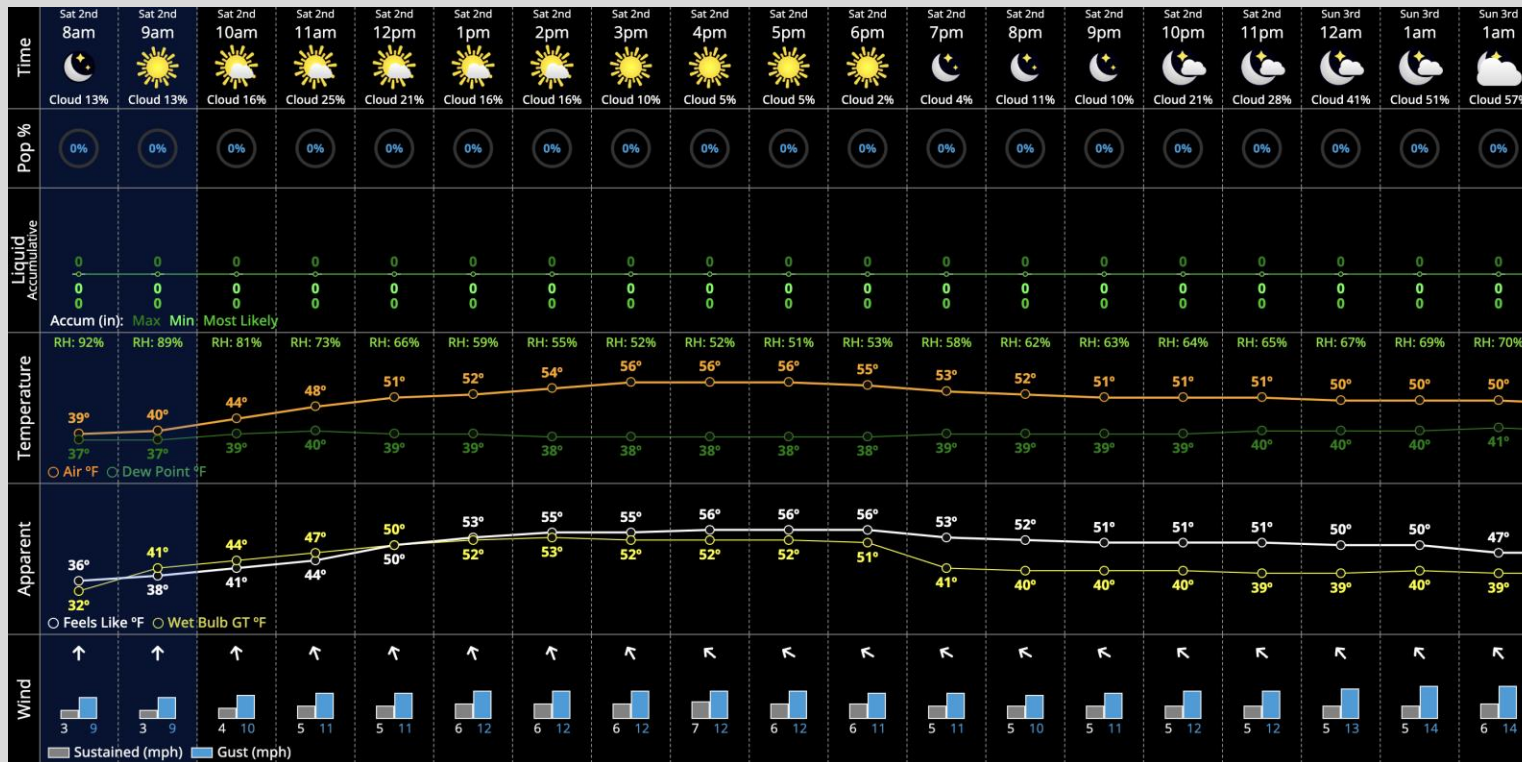 Sat 2nd Sat 2nd Sat 2nd Sat 2nd Sat 2nd Sat 2nd Sat 2nd Sat 2nd Sat 2nd Sat 2nd Sat 2nd Sat 2nd Sat 2nd Sat 2nd Sat 2nd Sat 2nd Sun 3rd Sun 3rd Sun 3rd
8am 9am 10am 11am 12pm 1pm 2pm 3pm 4pm 5pm 6pm 7pm 8pm 9pm 10pm 11pm 12am 1am 1am
Time
Cloud 13% Cloud 13% Cloud 16% Cloud 25% Cloud 21% Cloud 16% Cloud 16% Cloud 10% Cloud 5% Cloud 5% Cloud 2% Cloud 4% Cloud 11% Cloud 10% Cloud 21% Cloud 28% Cloud 41% Cloud 51% Cloud 57%
Pop %
0% 0% 0% 0% 0% 0% 0% 0% 0% 0% 0% 0% 0% 0% 0% 0% 0% 0% 0%
Liquid
Accumulative
0 0 0 0 0 0 0 0 0 0 0 0 0 0 0 0 0 0 0
0 0 0 0 0 0 0 0 0 0 0 0 0 0 0 0 0 0 0
0 0 0 0 0 0 0 0 0 0 0 0 0 0 0 0 0 0 0
Accum (in): Max Min Most Likely
Temperature
RH: 92% RH: 89% RH: 81% RH: 73% RH: 66% RH: 59% RH: 55% RH: 52% RH: 52% RH: 51% RH: 53% RH: 58% RH: 62% RH: 63% RH: 64% RH: 65% RH: 67% RH: 69% RH: 70%
39° 40° 44° 48° 51° 52° 54° 56° 56° 56° 55° 53° 52° 51° 51° 51° 50° 50° 50°
37° 37° 39° 40° 39° 39° 38° 38° 38° 38° 38° 39° 39° 39° 39° 40° 40° 40° 41°
Air °F Dew Point °F
Apparent
36° 41° 44° 47° 50° 53° 55° 55° 56° 56° 56° 53° 52° 51° 51° 51° 50° 50° 47°
32° 38° 41° 44° 50° 52° 53° 52° 52° 52° 51° 41° 40° 40° 40° 39° 39° 40° 39°
Feels Like °F Wet Bulb GT °F
Wind
3 9 3 9 4 10 5 11 5 11 6 12 6 12 6 12 7 12 6 12 6 11 5 11 5 10 5 11 5 12 5 12 5 13 5 14 6 14
Sustained (mph) Gust (mph)